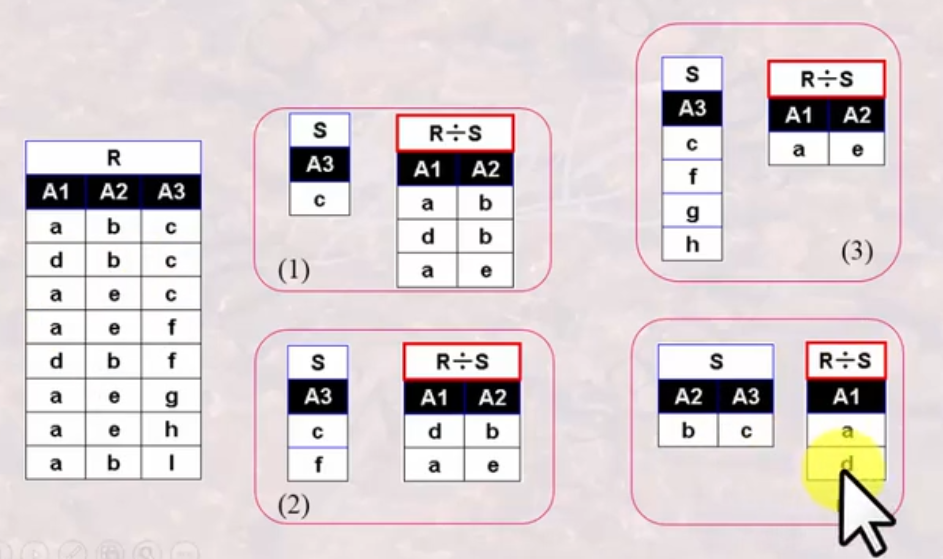 R
A1 A2 A3
a b c
d b c
a e c
a e f
d b f
a e g
a e h
a b l
S
A3
c
R÷S
A1 A2
a b
d b
a e
(1)
S
A3
c
f
R÷S
A1 A2
d b
a e
(2)
S
A3
c
f
g
h
R÷S
A1 A2
a e
(3)
S
A2 A3
b c
R÷S
A1
a
d